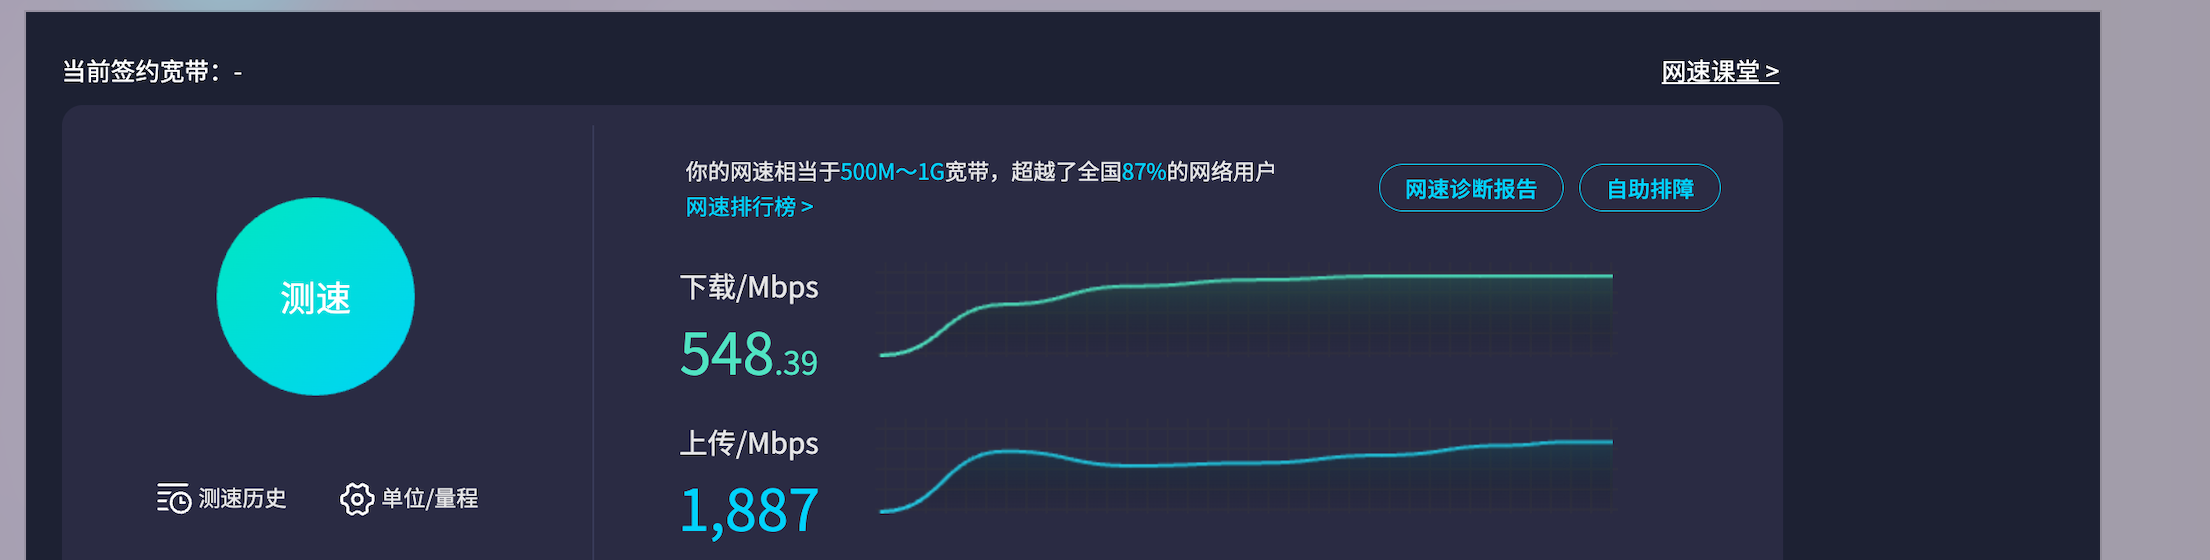 当前签约宽带：-
网速课堂 >
你的网速相当于500M～1G宽带，超越了全国87%的网络用户
网速排行榜 >
网速诊断报告
自助排障
测速
下载/Mbps
548.39
上传/Mbps
1,887
测速历史
单位/量程